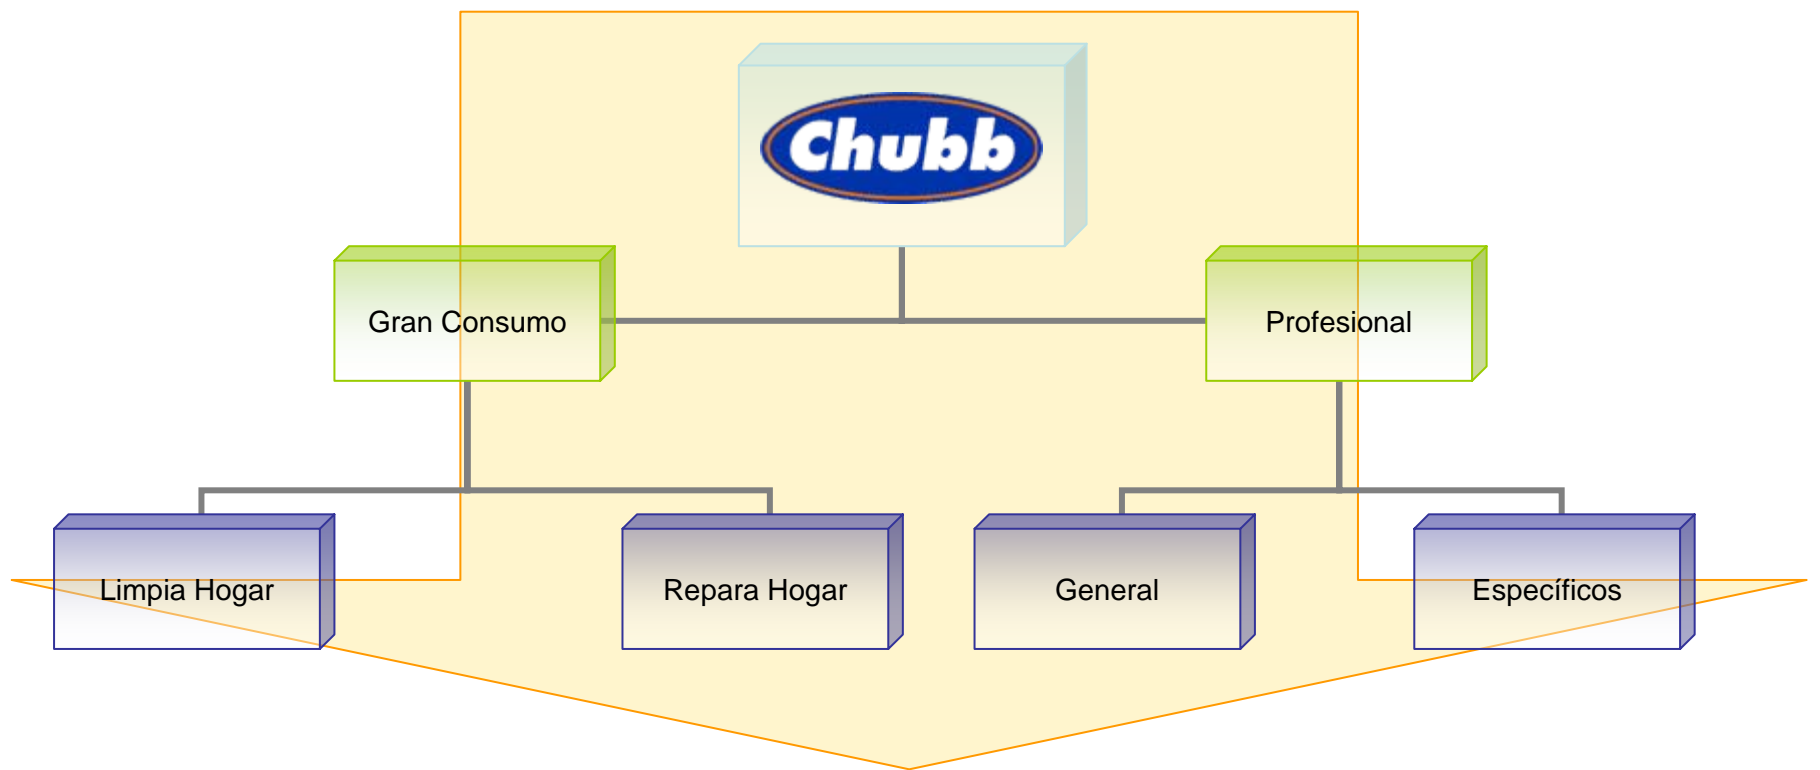 Chubb
Gran Consumo
Profesional
Limpia Hogar
Repara Hogar
General
Específicos